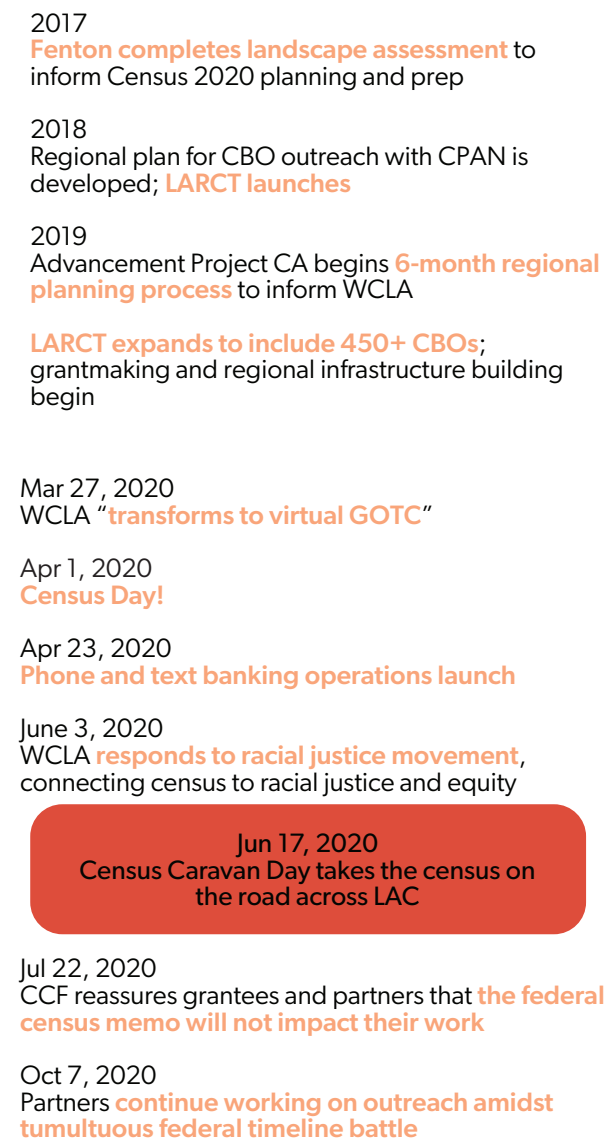 2017
Fenton completes landscape assessment to
inform Census 2020 planning and prep
2018
Regional plan for CBO outreach with CPAN is
developed; LARCT launches
2019
Advancement Project CA begins 6-month regional
planning process to inform WCLA
LARCT expands to include 450+ CBOs;
grantmaking and regional infrastructure building
begin
Mar 27, 2020
WCLA “transforms to virtual GOTC”
Apr 1, 2020
Census Day!
Apr 23, 2020
Phone and text banking operations launch
June 3, 2020
WCLA responds to racial justice movement,
connecting census to racial justice and equity
Jun 17, 2020
Census Caravan Day takes the census on
the road across LAC
Jul 22, 2020
CCF reassures grantees and partners that the federal
census memo will not impact their work
Oct 7, 2020
Partners continue working on outreach amidst
tumultuous federal timeline battle